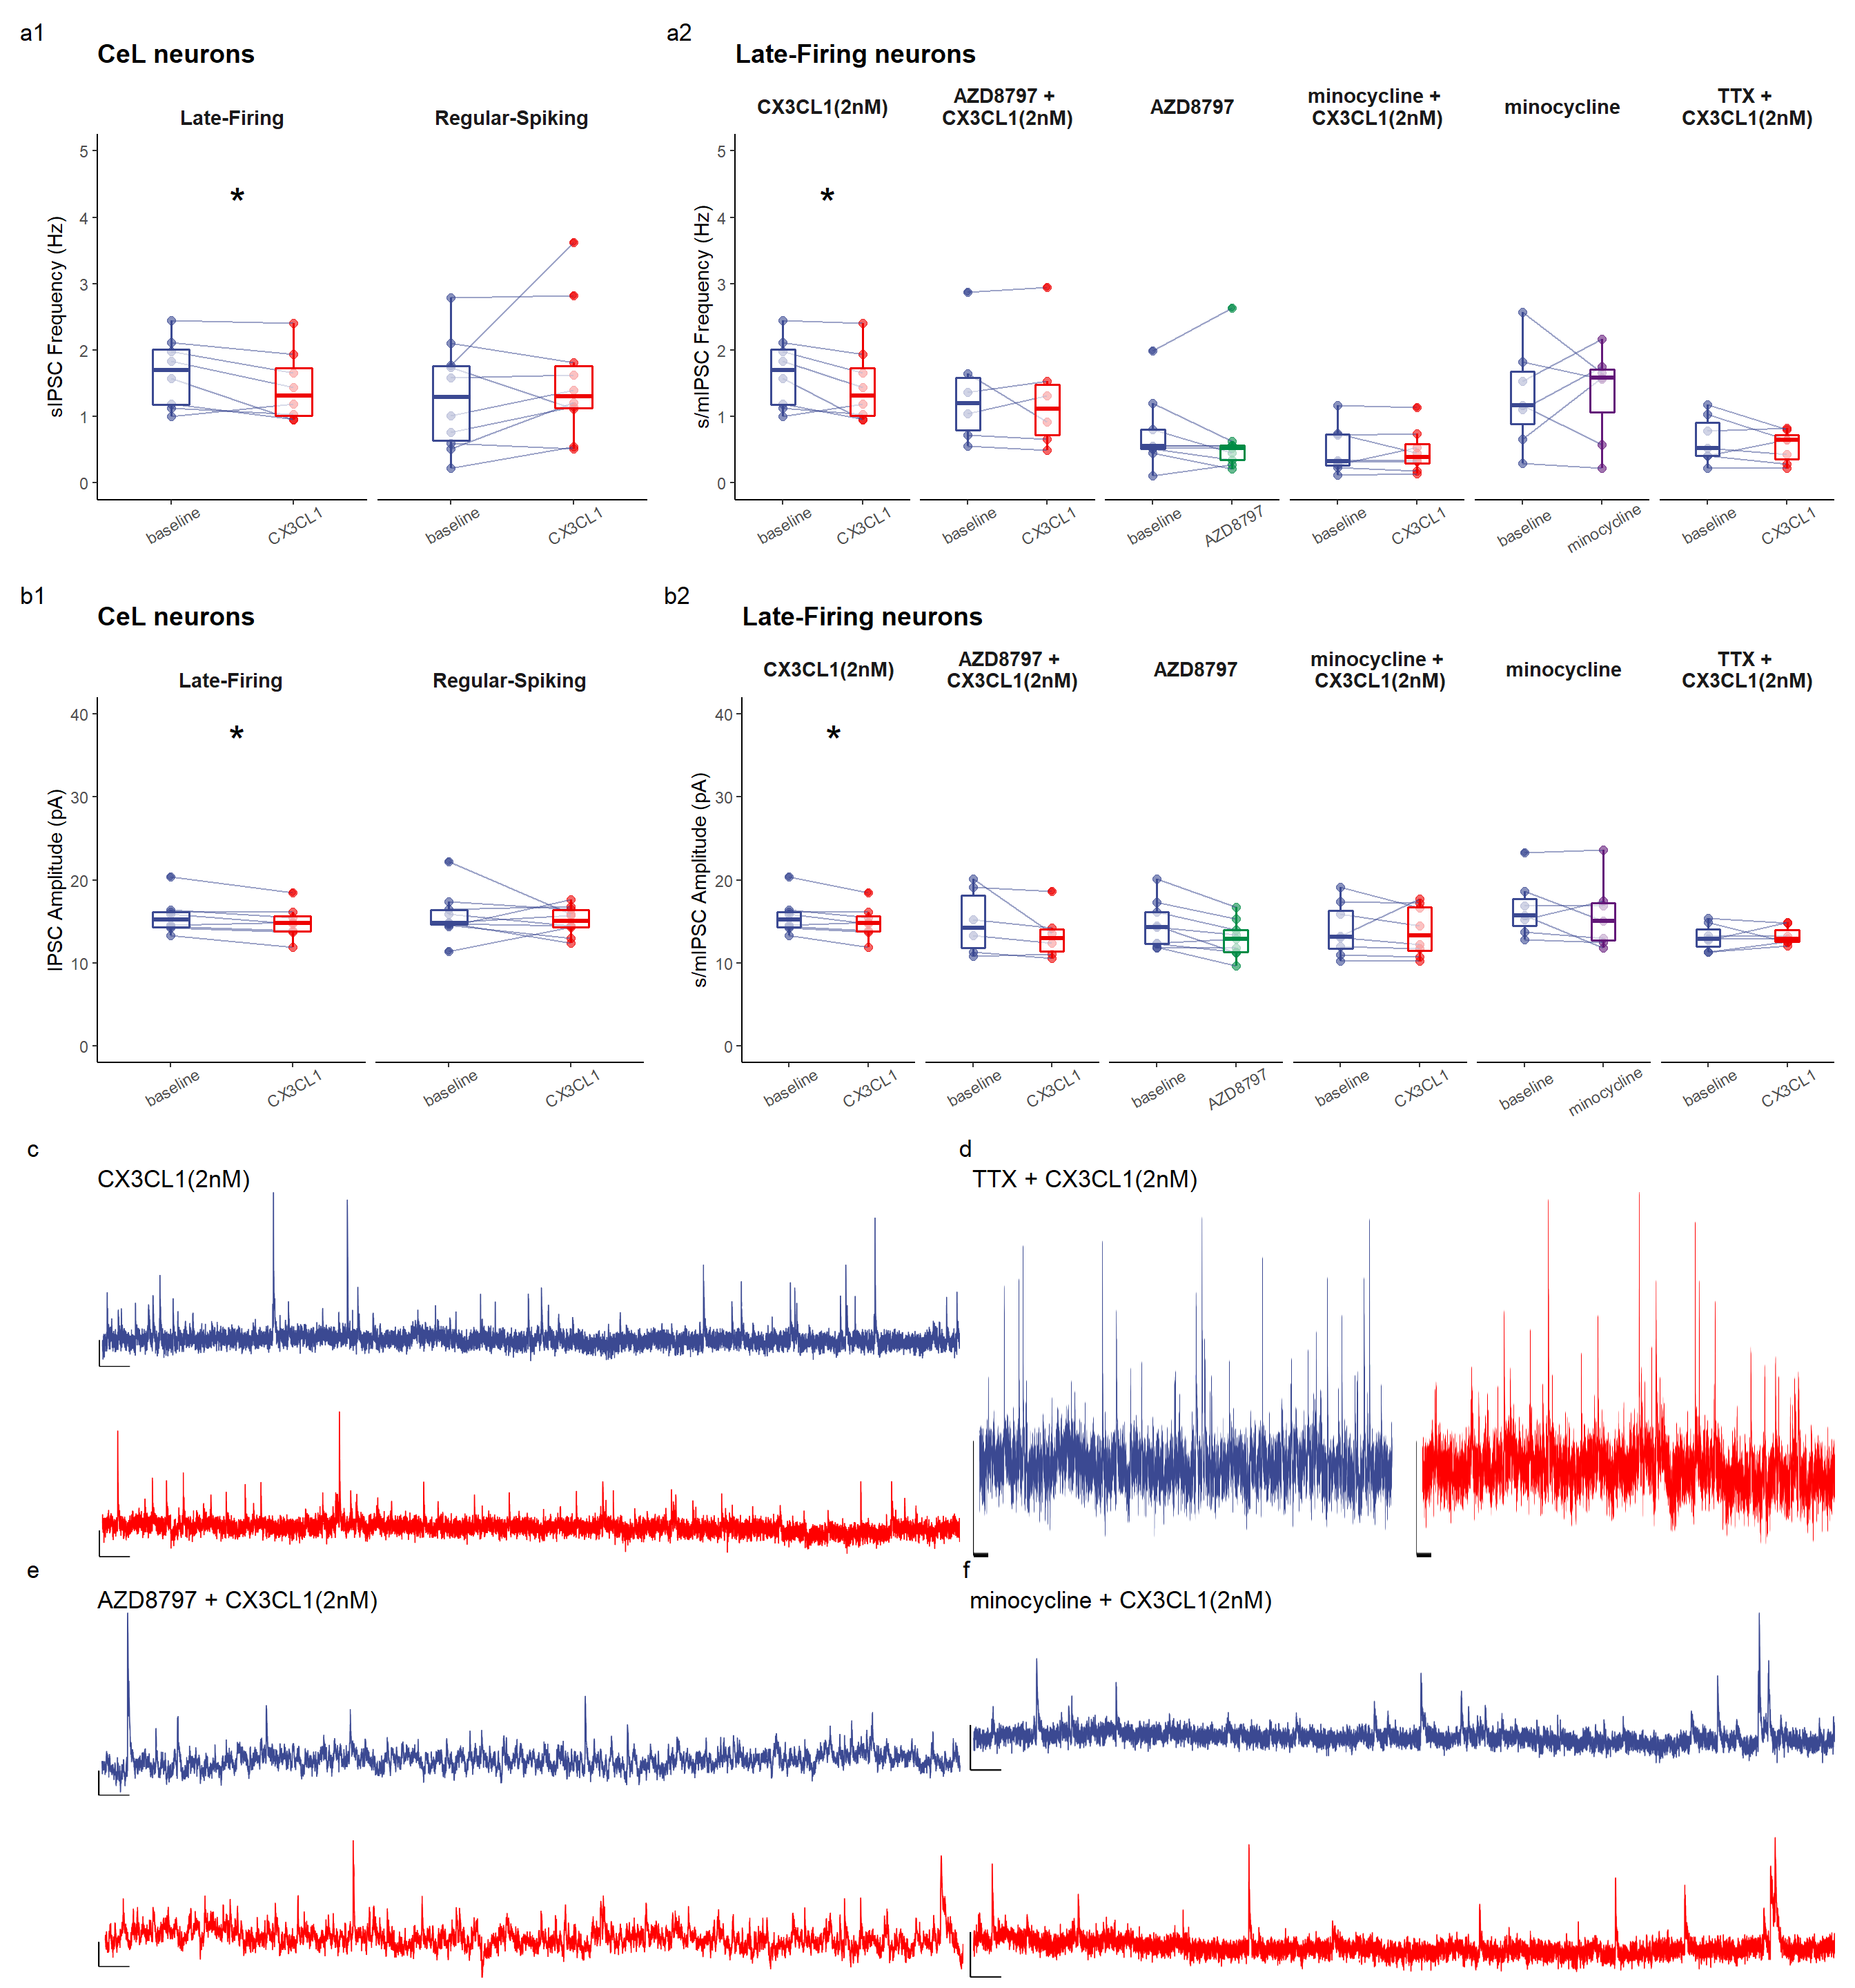 a1
CeL neurons
Late-Firing
Regular-Spiking
sIPSC Frequency (Hz)
5
4
3
2
1
0
baseline
CX3CL1
baseline
CX3CL1
a2
Late-Firing neurons
CX3CL1(2nM)
AZD8797 +
CX3CL1(2nM)
AZD8797
minocycline +
CX3CL1(2nM)
minocycline
TTX +
CX3CL1(2nM)
s/mIPSC Frequency (Hz)
5
4
3
2
1
0
baseline
CX3CL1
baseline
CX3CL1
baseline
AZD8797
baseline
CX3CL1
baseline
minocycline
baseline
CX3CL1
*
*
b1
CeL neurons
Late-Firing
Regular-Spiking
IPSC Amplitude (pA)
40
30
20
10
0
baseline
CX3CL1
baseline
CX3CL1
b2
Late-Firing neurons
CX3CL1(2nM)
AZD8797 +
CX3CL1(2nM)
AZD8797
minocycline +
CX3CL1(2nM)
minocycline
TTX +
CX3CL1(2nM)
s/mIPSC Amplitude (pA)
40
30
20
10
0
baseline
CX3CL1
baseline
CX3CL1
baseline
AZD8797
baseline
CX3CL1
baseline
minocycline
baseline
CX3CL1
*
*
c
CX3CL1(2nM)
d
TTX + CX3CL1(2nM)
e
AZD8797 + CX3CL1(2nM)
f
minocycline + CX3CL1(2nM)